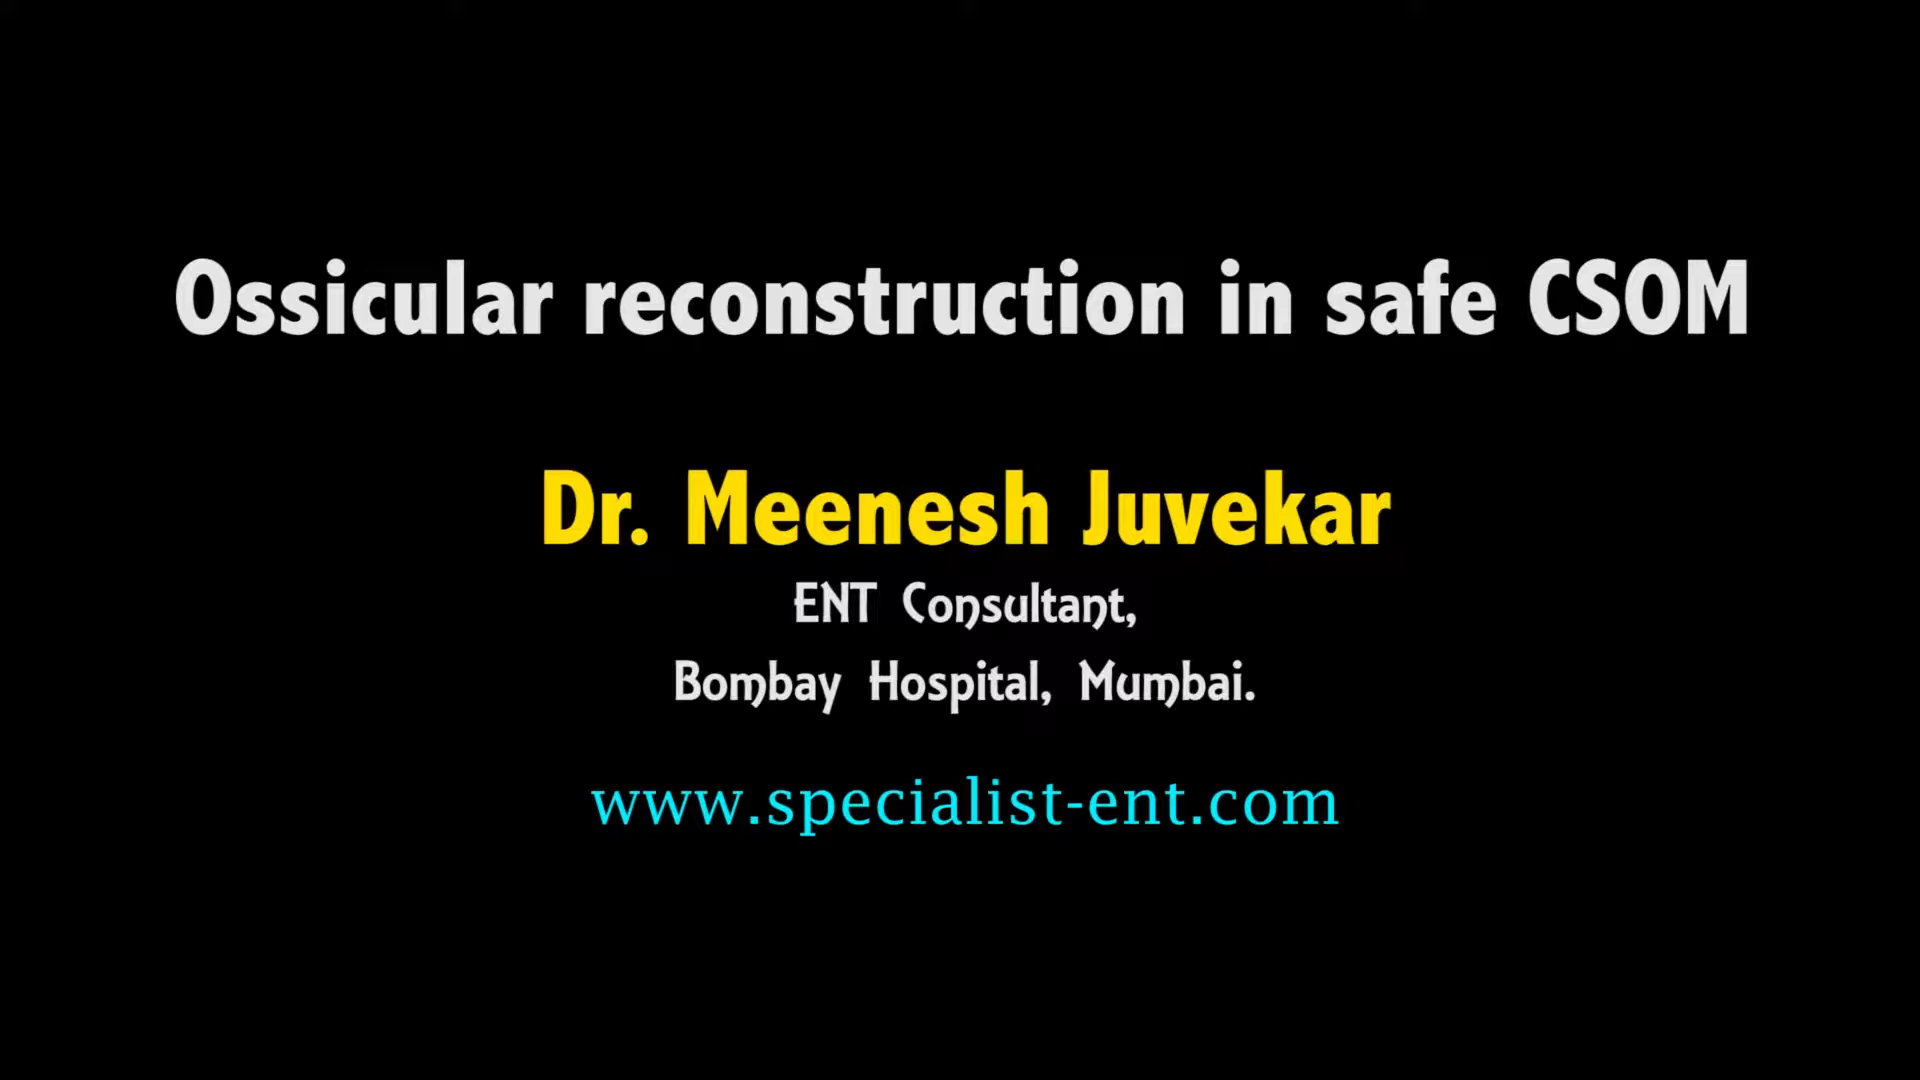 Ossicular reconstruction in safe CSOM
Dr. Meenesh Juvekar
ENT Consultant,
Bombay Hospital, Mumbai.
www.specialist-ent.com